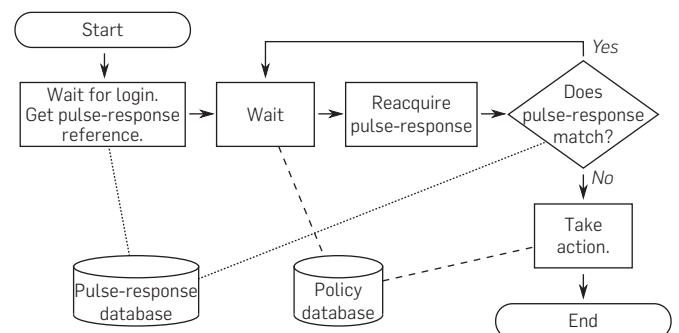 Start
Wait for login.
Get pulse-response
reference.
Wait
Reacquire
pulse-response
Does
pulse-response
match?
Yes
No
Take
action.
End
Pulse-response
database
Policy
database